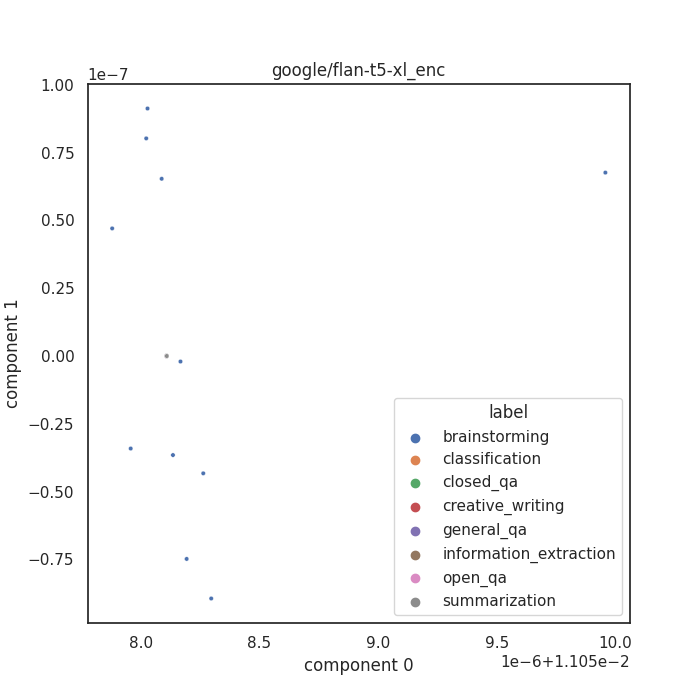 google/flan-t5-xl_enc
1e−7
1.00
0.75
0.50
0.25
0.00
−0.25
−0.50
−0.75
component 1
label
brainstorming
classification
closed_qa
creative_writing
general_qa
information_extraction
open_qa
summarization
8.0 8.5 9.0 9.5 10.0
component 0
1e−6+1.105e−2